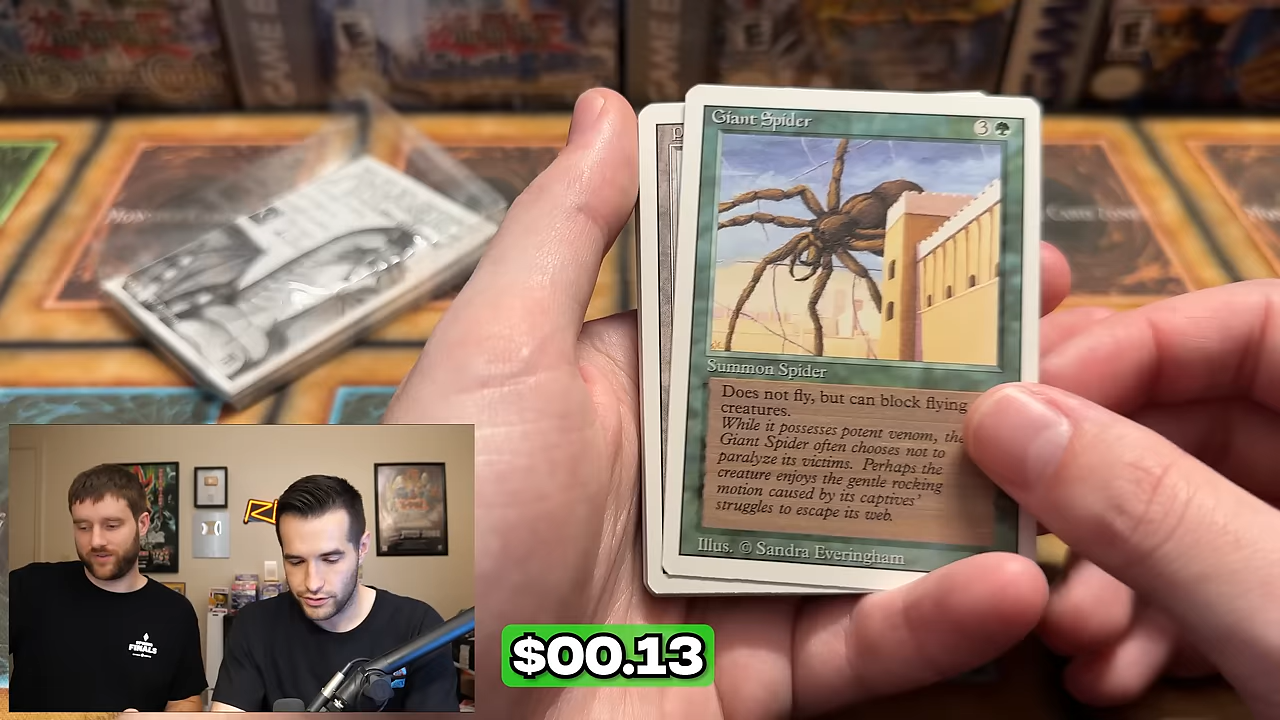 Giant Spider
3
Summon Spider
Does not fly, but can block flying
creatures.
While it possesses potent venom, the
Giant Spider often chooses not to
paralyze its victims. Perhaps the
creature enjoys the gentle rocking
motion caused by its captives'
struggles to escape its web.
Illus. © Sandra Everingham
FINALS
$00.13